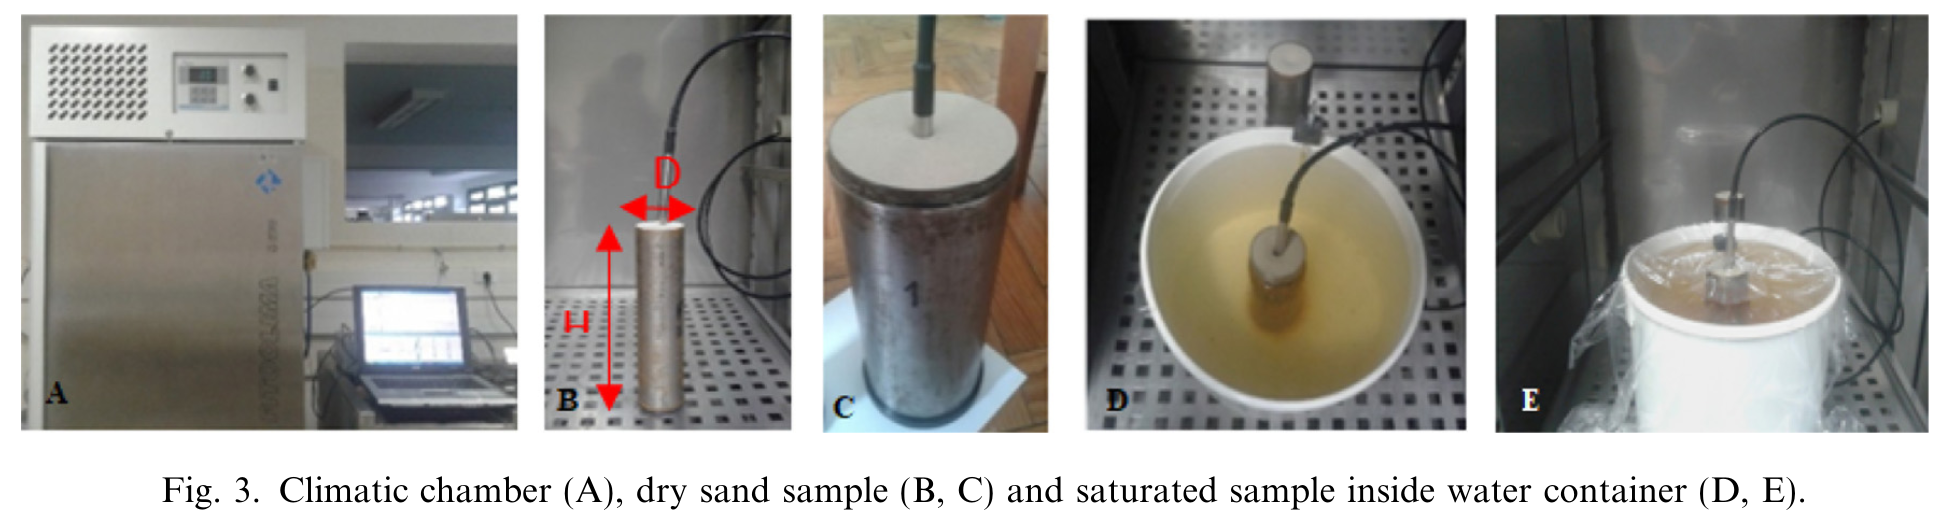 A
D
H
B
1
C
D
E
Fig. 3. Climatic chamber (A), dry sand sample (B, C) and saturated sample inside water container (D, E).